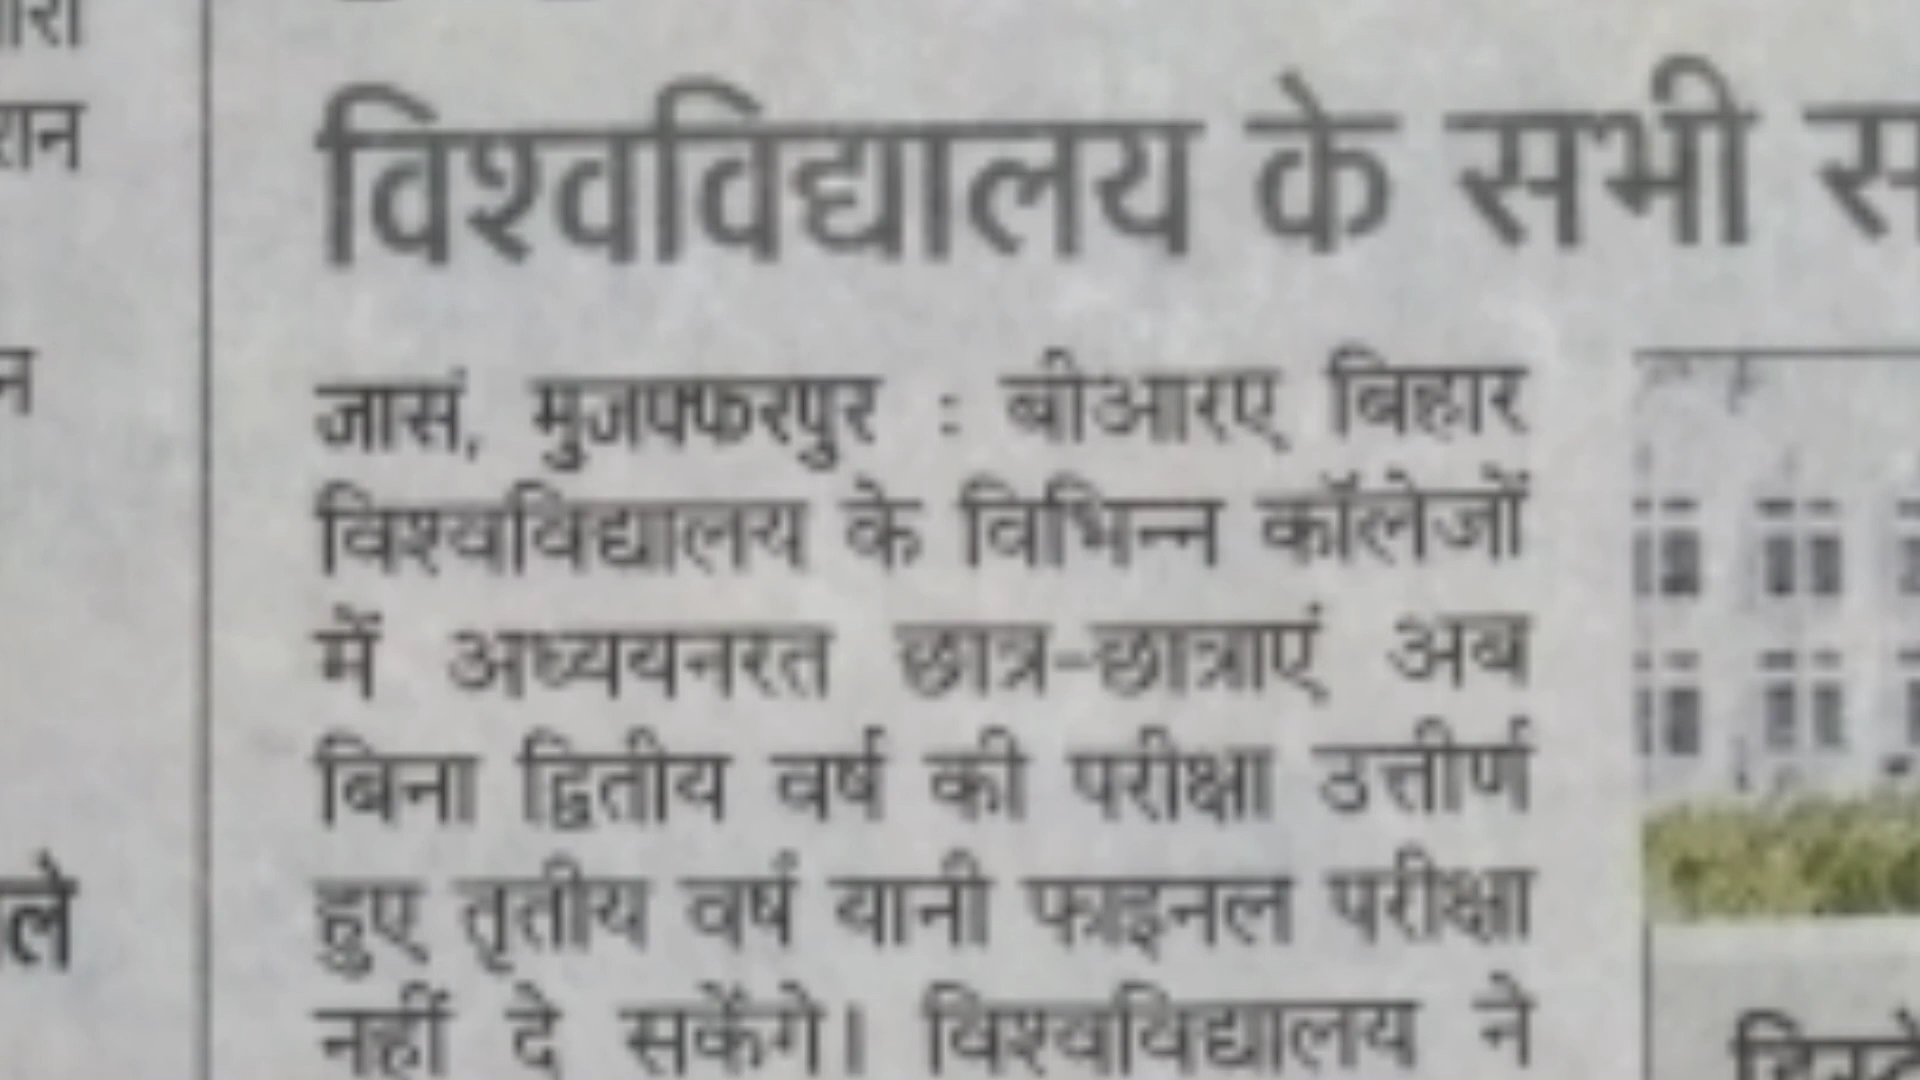 विश्वविद्यालय के सभी स
जासं, मुजफ्फरपुर : बीआरए बिहार
विश्वविद्यालय के विभिन्न कॉलेजों
में अध्ययनरत छात्र-छात्राएं अब
बिना द्वितीय वर्ष की परीक्षा उत्तीर्ण
हुए तृतीय वर्ष यानी फाइनल परीक्षा
नहीं दे सकेंगे। विश्वविद्यालय ने